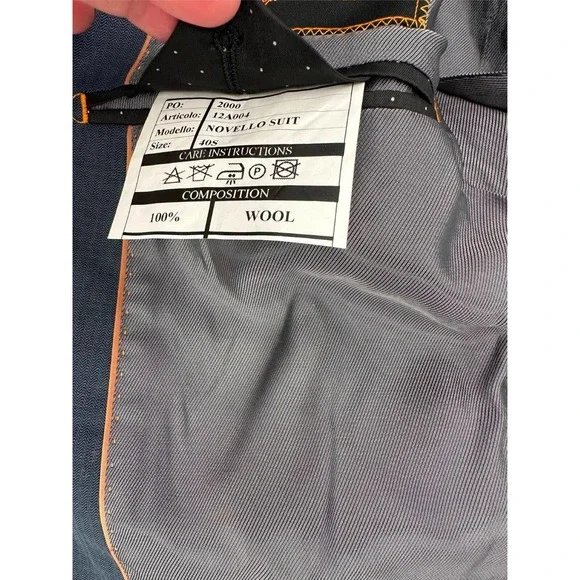 PO: 2000
Articolo: 12A004
Modello: NOVELLO SUIT
Size: 40S
CARE INSTRUCTIONS
P
COMPOSITION
100% WOOL